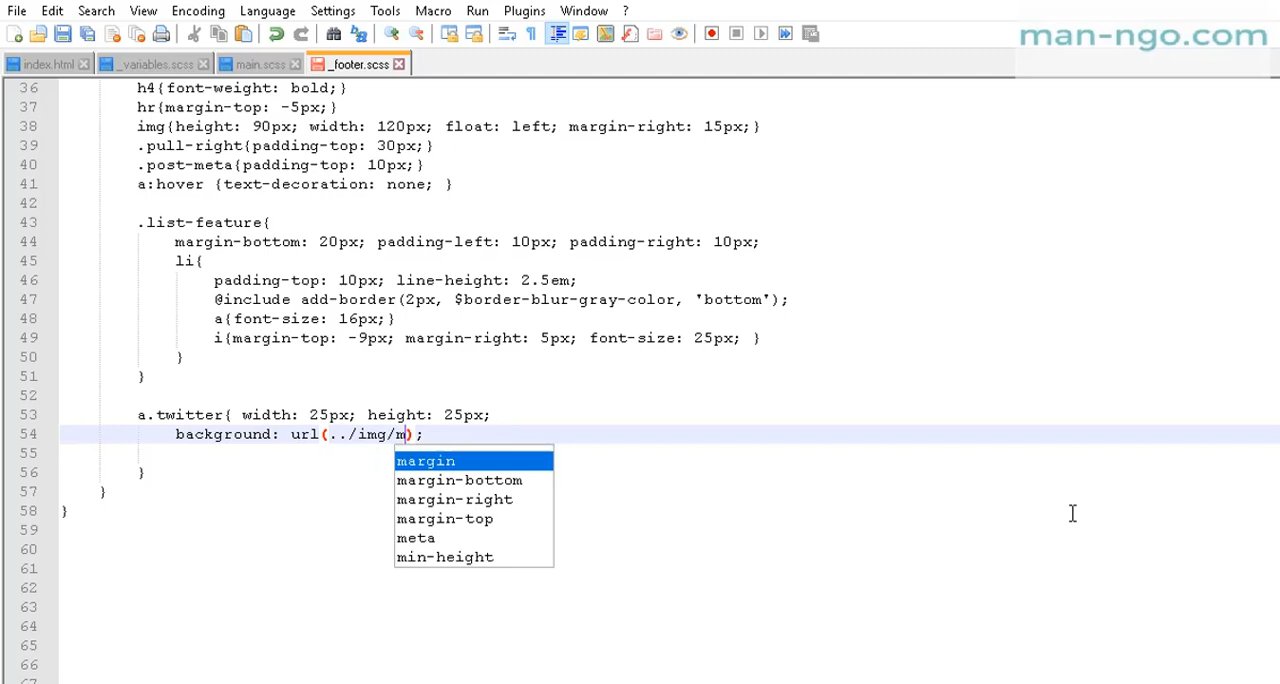 File Edit Search View Encoding Language Settings Tools Macro Run Plugins Window ?
man-ngo.com
index.html _variables.scss main.scss _footer.scss
36 h4{font-weight: bold;}
37 hr{margin-top: -5px;}
38 img{height: 90px; width: 120px; float: left; margin-right: 15px;}
39 .pull-right{padding-top: 30px;}
40 .post-meta{padding-top: 10px;}
41 a:hover {text-decoration: none; }
42
43 .list-feature{
44 margin-bottom: 20px; padding-left: 10px; padding-right: 10px;
45 li{
46 padding-top: 10px; line-height: 2.5em;
47 @include add-border(2px, $border-blur-gray-color, 'bottom');
48 a{font-size: 16px;}
49 i{margin-top: -9px; margin-right: 5px; font-size: 25px; }
50 }
51 }
52
53 a.twitter{ width: 25px; height: 25px;
54 background: url(../img/m);
55
56 }
57 }
58 }
59
60
61
62
63
64
65
66
67
margin
margin-bottom
margin-right
margin-top
meta
min-height